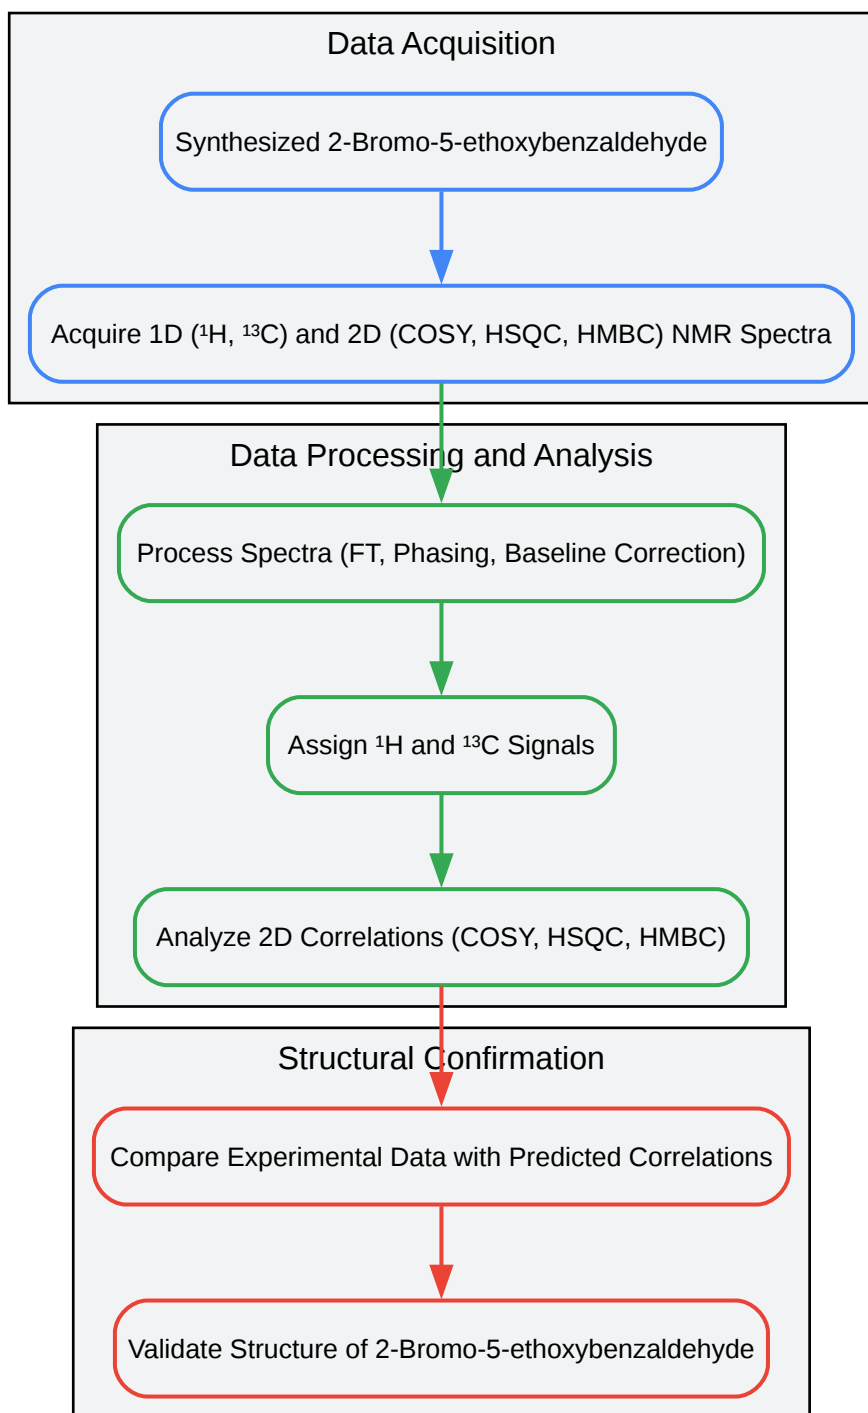 Data Acquisition
Synthesized 2-Bromo-5-ethoxybenzaldehyde
Acquire 1D (¹H, ¹³C) and 2D (COSY, HSQC, HMBC) NMR Spectra
Data Processing and Analysis
Process Spectra (FT, Phasing, Baseline Correction)
Assign ¹H and ¹³C Signals
Analyze 2D Correlations (COSY, HSQC, HMBC)
Structural Confirmation
Compare Experimental Data with Predicted Correlations
Validate Structure of 2-Bromo-5-ethoxybenzaldehyde